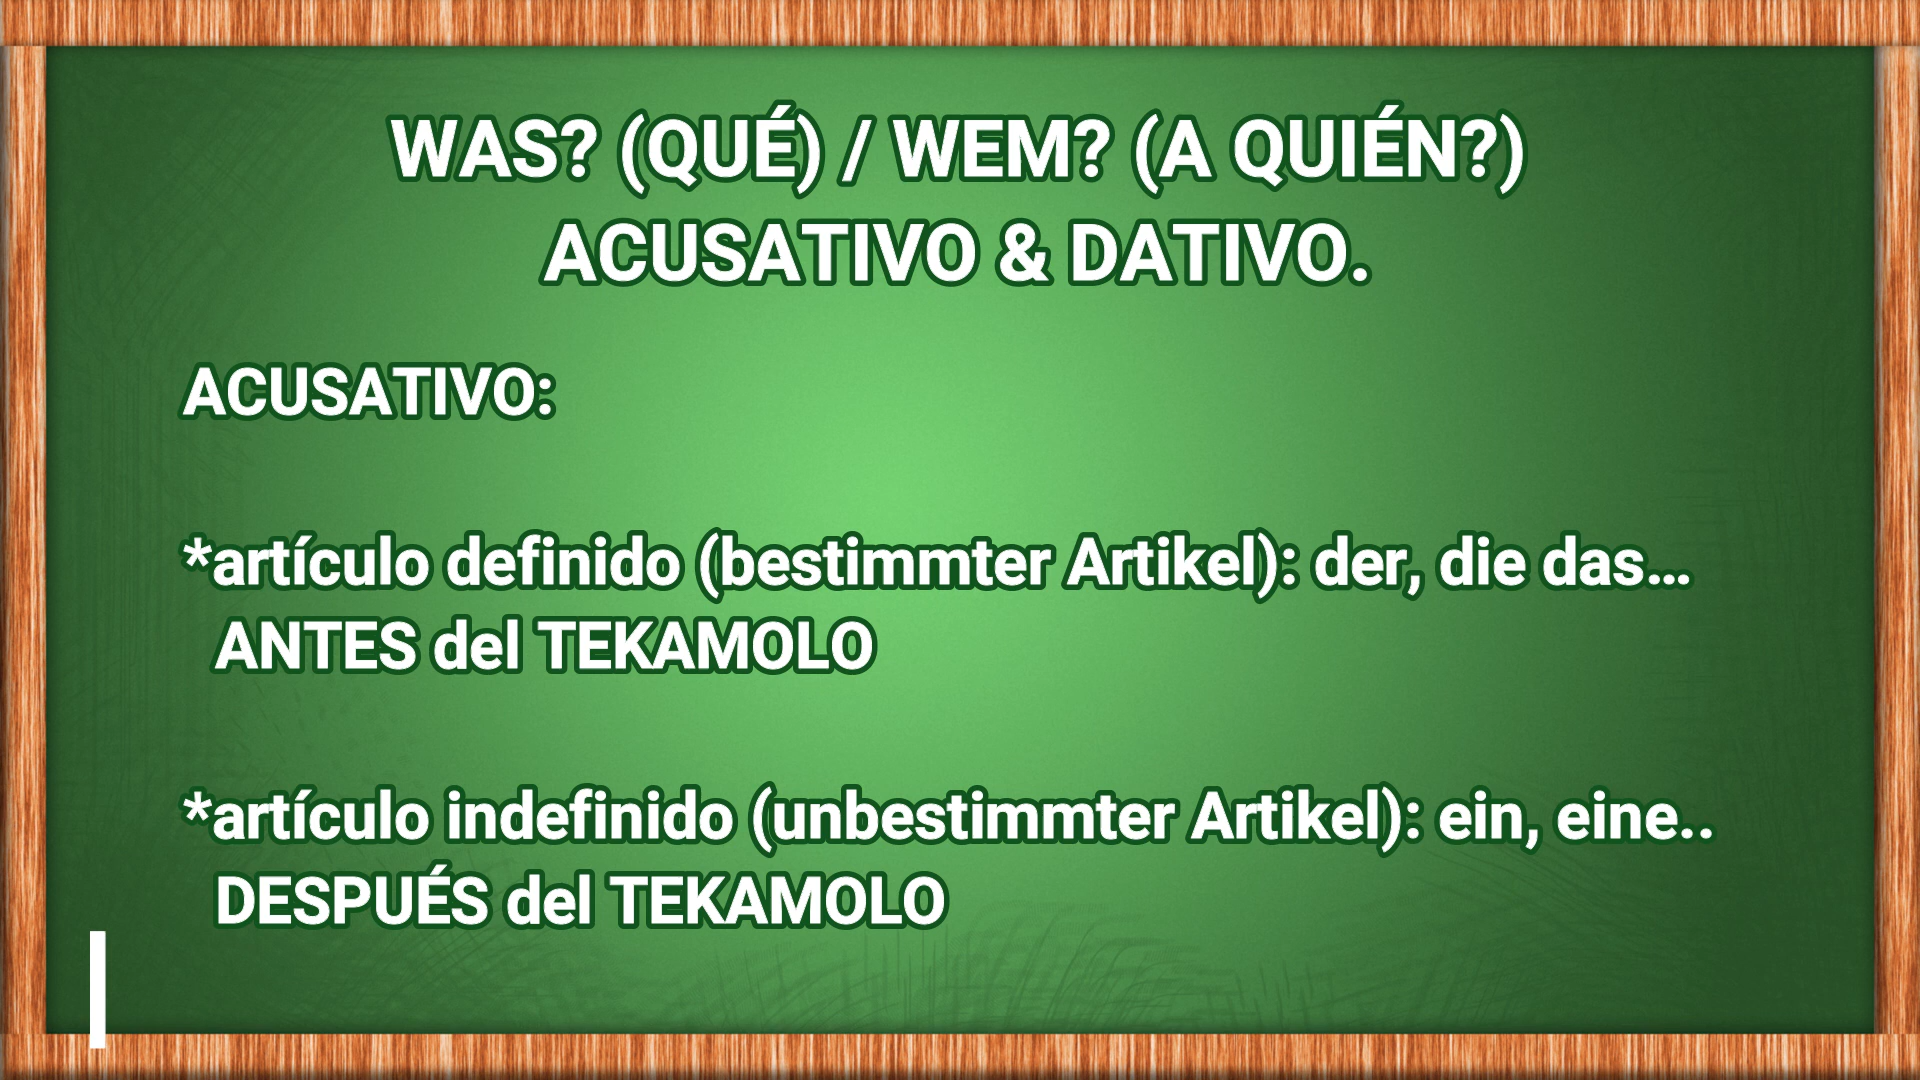 WAS? (QUÉ) / WEM? (A QUIÉN?)
ACUSATIVO & DATIVO.
ACUSATIVO:
*artículo definido (bestimmter Artikel): der, die das...
ANTES del TEKAMOLO
*artículo indefinido (unbestimmter Artikel): ein, eine..
DESPUÉS del TEKAMOLO